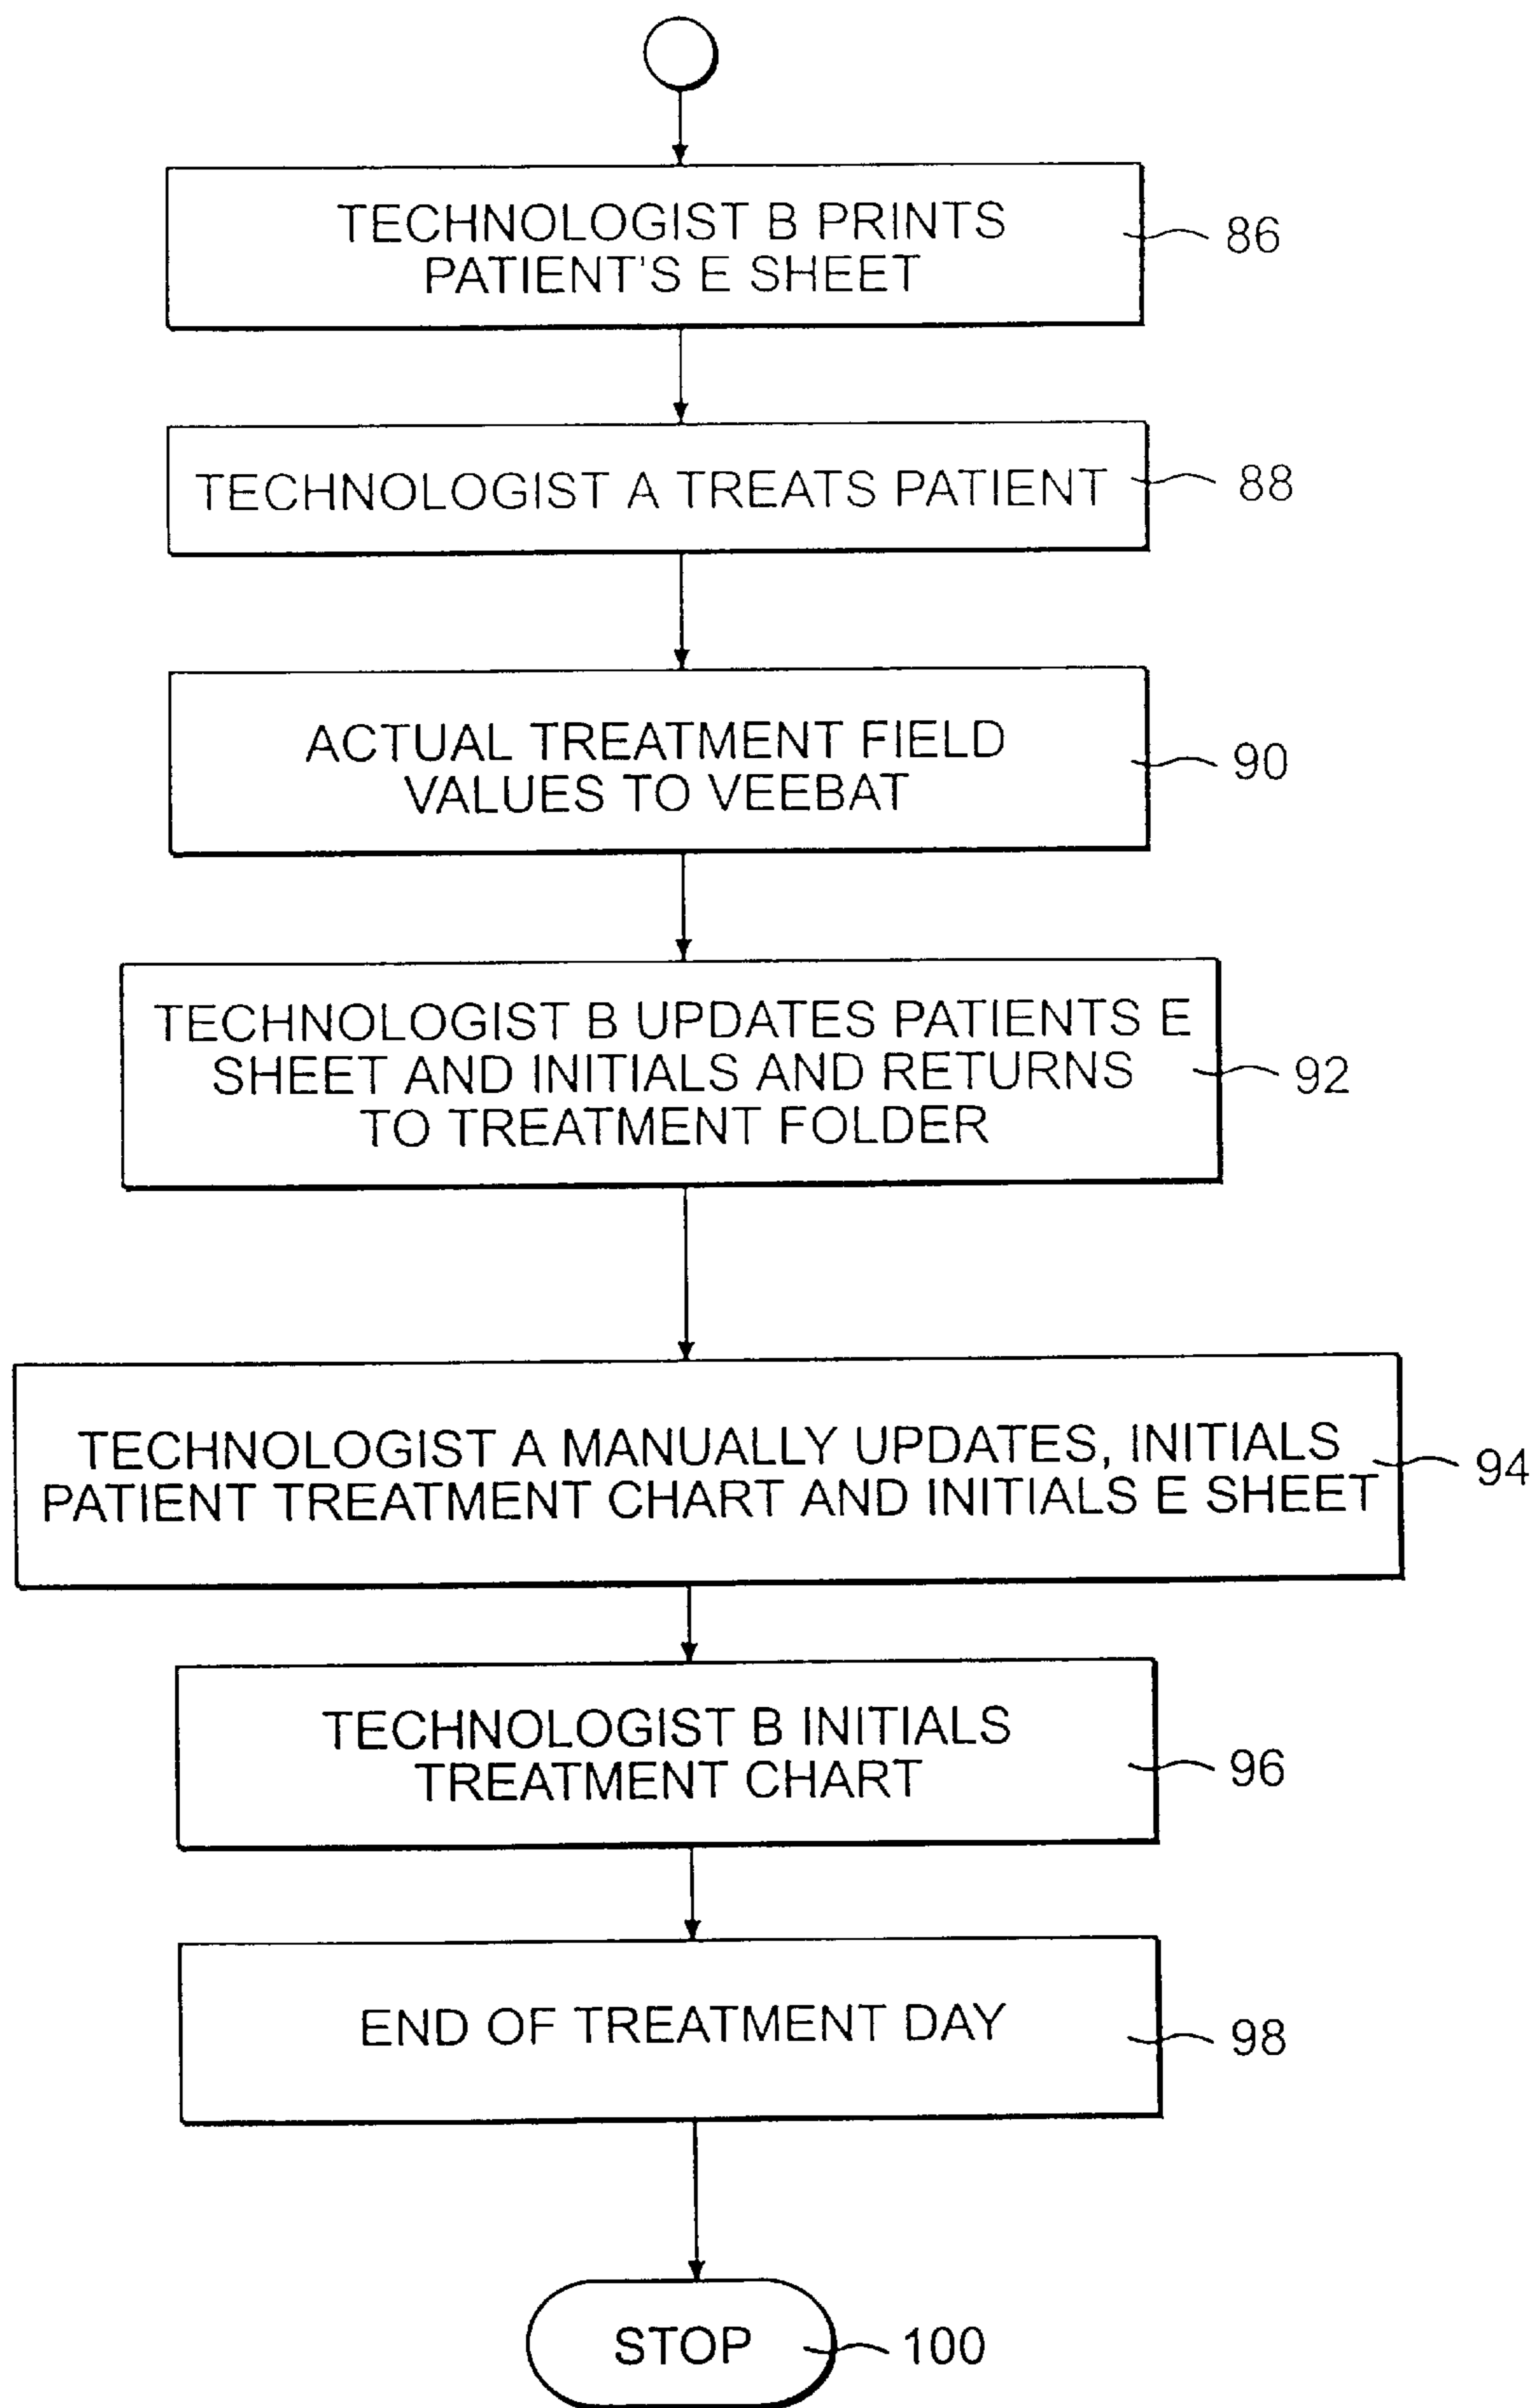 TECHNOLOGIST B PRINTS
PATIENT'S E SHEET
86
TECHNOLOGIST A TREATS PATIENT
88
ACTUAL TREATMENT FIELD
VALUES TO VEEBAT
90
TECHNOLOGIST B UPDATES PATIENTS E
SHEET AND INITIALS AND RETURNS
TO TREATMENT FOLDER
92
TECHNOLOGIST A MANUALLY UPDATES, INITIALS
PATIENT TREATMENT CHART AND INITIALS E SHEET
94
TECHNOLOGIST B INITIALS
TREATMENT CHART
96
END OF TREATMENT DAY
98
STOP
100